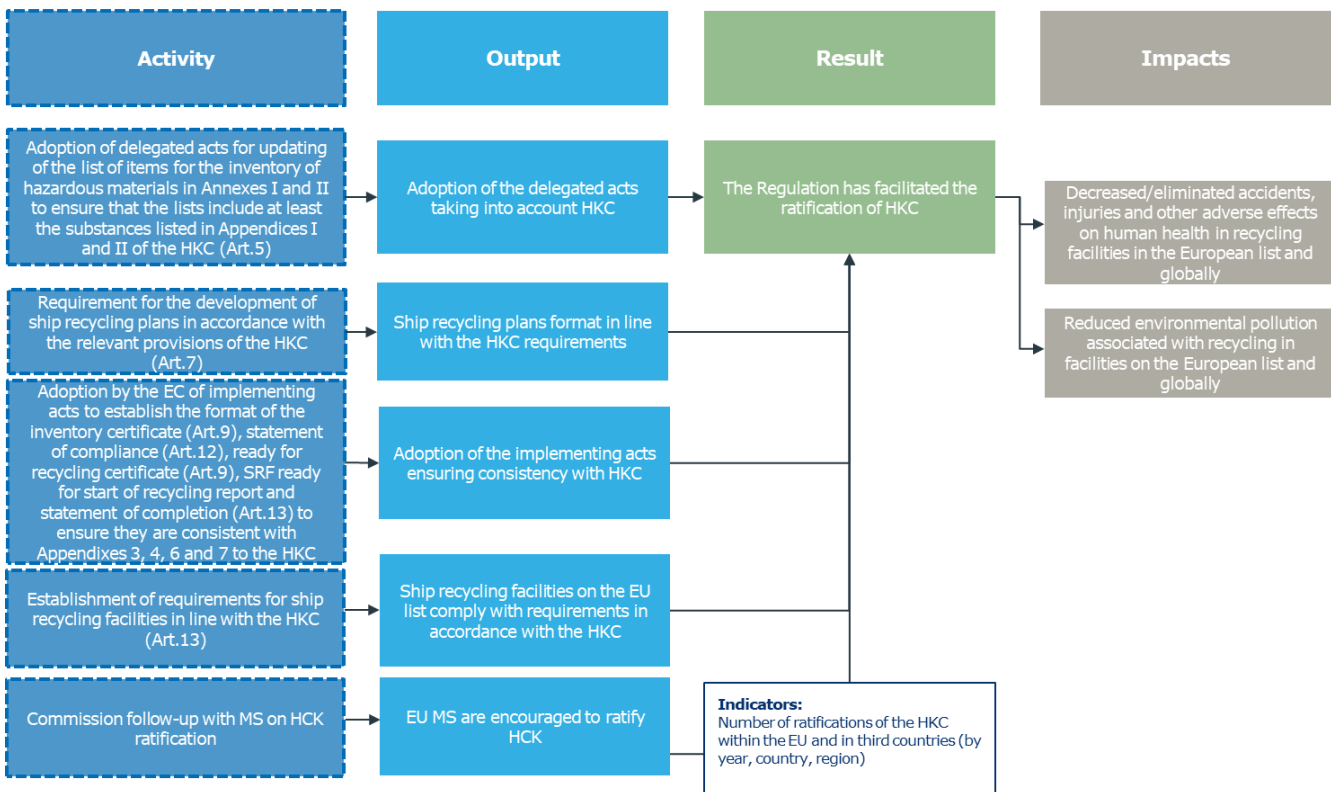 Activity
Output
Result
Impacts
Adoption of delegated acts for updating
of the list of items for the inventory of
hazardous materials in Annexes I and II
to ensure that the lists include at least
the substances listed in Appendices I
and II of the HKC (Art.5)
Adoption of the delegated acts
taking into account HKC
The Regulation has facilitated the
ratification of HKC
Decreased/eliminated accidents,
injuries and other adverse effects
on human health in recycling
facilities in the European list and
globally
Reduced environmental pollution
associated with recycling in
facilities on the European list and
globally
Requirement for the development of
ship recycling plans in accordance with
the relevant provisions of the HKC
(Art.7)
Ship recycling plans format in line
with the HKC requirements
Adoption by the EC of implementing
acts to establish the format of the
inventory certificate (Art.9), statement
of compliance (Art.12), ready for
recycling certificate (Art.9), SRF ready
for start of recycling report and
statement of completion (Art.13) to
ensure they are consistent with
Appendixes 3, 4, 6 and 7 to the HKC
Adoption of the implementing acts
ensuring consistency with HKC
Establishment of requirements for ship
recycling facilities in line with the HKC
(Art.13)
Ship recycling facilities on the EU
list comply with requirements in
accordance with the HKC
Commission follow-up with MS on HCK
ratification
EU MS are encouraged to ratify
HCK
Indicators:
Number of ratifications of the HKC
within the EU and in third countries (by
year, country, region)